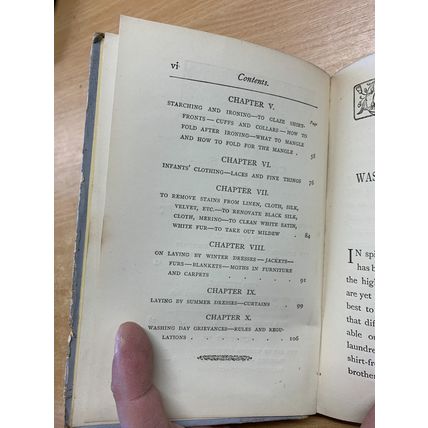 vi
Contents.
CHAPTER V.
Page
STARCHING AND IRONING—TO GLAZE SHIRT-
FRONTS—CUFFS AND COLLARS—HOW TO
FOLD AFTER IRONING—WHAT TO MANGLE
AND HOW TO FOLD FOR THE MANGLE . 58
CHAPTER VI.
INFANTS' CLOTHING—LACES AND FINE THINGS 76
CHAPTER VII.
TO REMOVE STAINS FROM LINEN, CLOTH, SILK,
VELVET, ETC.—TO RENOVATE BLACK SILK,
CLOTH, MERINO—TO CLEAN WHITE SATIN,
WHITE FUR—TO TAKE OUT MILDEW . 84
CHAPTER VIII.
ON LAYING BY WINTER DRESSES—JACKETS—
FURS—BLANKETS—MOTHS IN FURNITURE
AND CARPETS . . . . 91
CHAPTER IX.
LAYING BY SUMMER DRESSES—CURTAINS . 99
CHAPTER X.
WASHING DAY GRIEVANCES—RULES AND REGU-
LATIONS . . . . . 106
WAS
IN spi
has b
the hig
are yet
best to
that dif
able ou
laundre
shirt-fr
brother